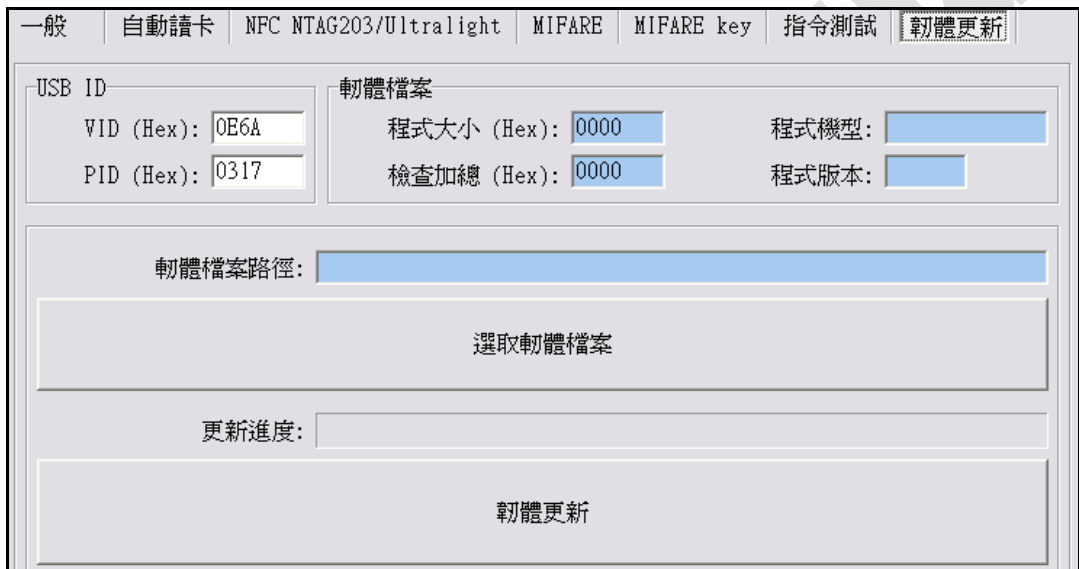 一般 自動讀卡 NFC NTAG203/Ultralight MIFARE MIFARE key 指令測試 韌體更新
USB ID 軔體檔案
VID (Hex): 0E6A 程式大小 (Hex): 0000 程式機型:
PID (Hex): 0317 檢查加總 (Hex): 0000 程式版本:
軔體檔案路徑:
選取軔體檔案
更新進度:
韌體更新